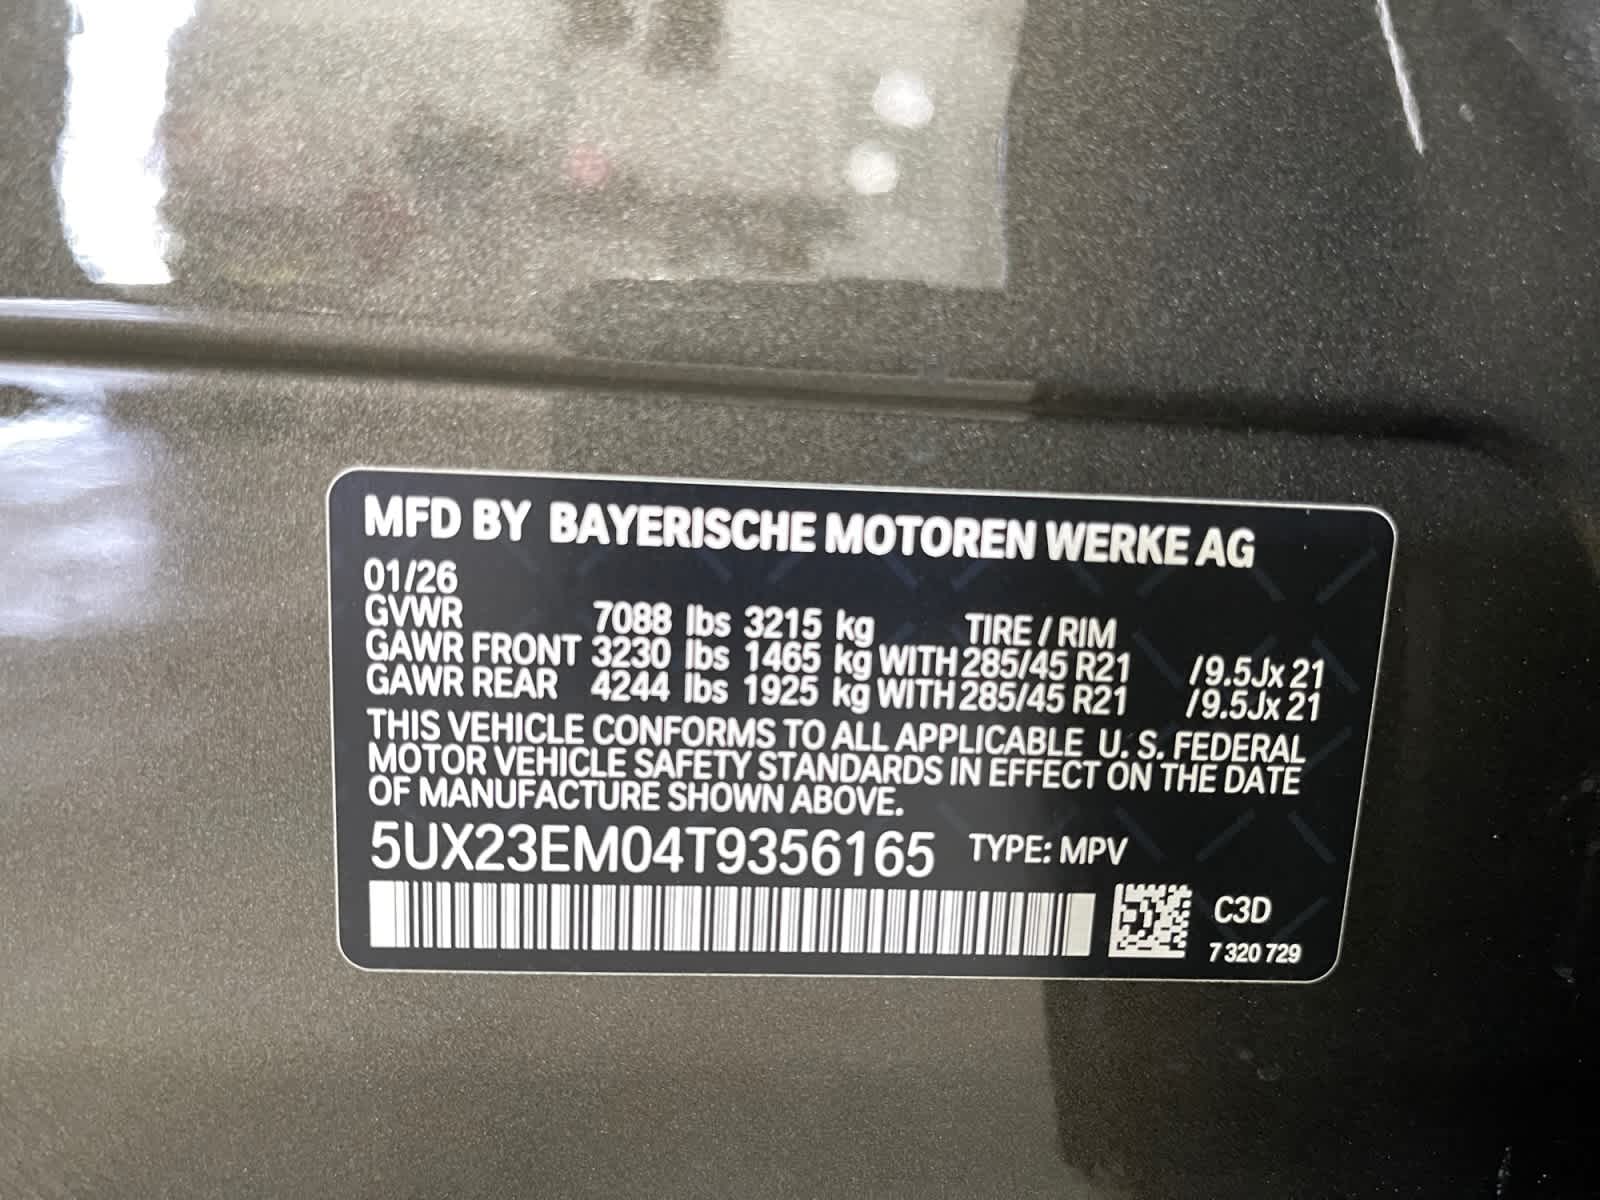 MFD BY BAYERISCHE MOTOREN WERKE AG
01/26
GVWR 7088 lbs 3215 kg TIRE / RIM
GAWR FRONT 3230 lbs 1465 kg WITH 285/45 R21 /9.5Jx 21
GAWR REAR 4244 lbs 1925 kg WITH 285/45 R21 /9.5Jx 21
THIS VEHICLE CONFORMS TO ALL APPLICABLE U. S. FEDERAL
MOTOR VEHICLE SAFETY STANDARDS IN EFFECT ON THE DATE
OF MANUFACTURE SHOWN ABOVE.
5UX23EM04T9356165 TYPE: MPV
C3D
7 320 729